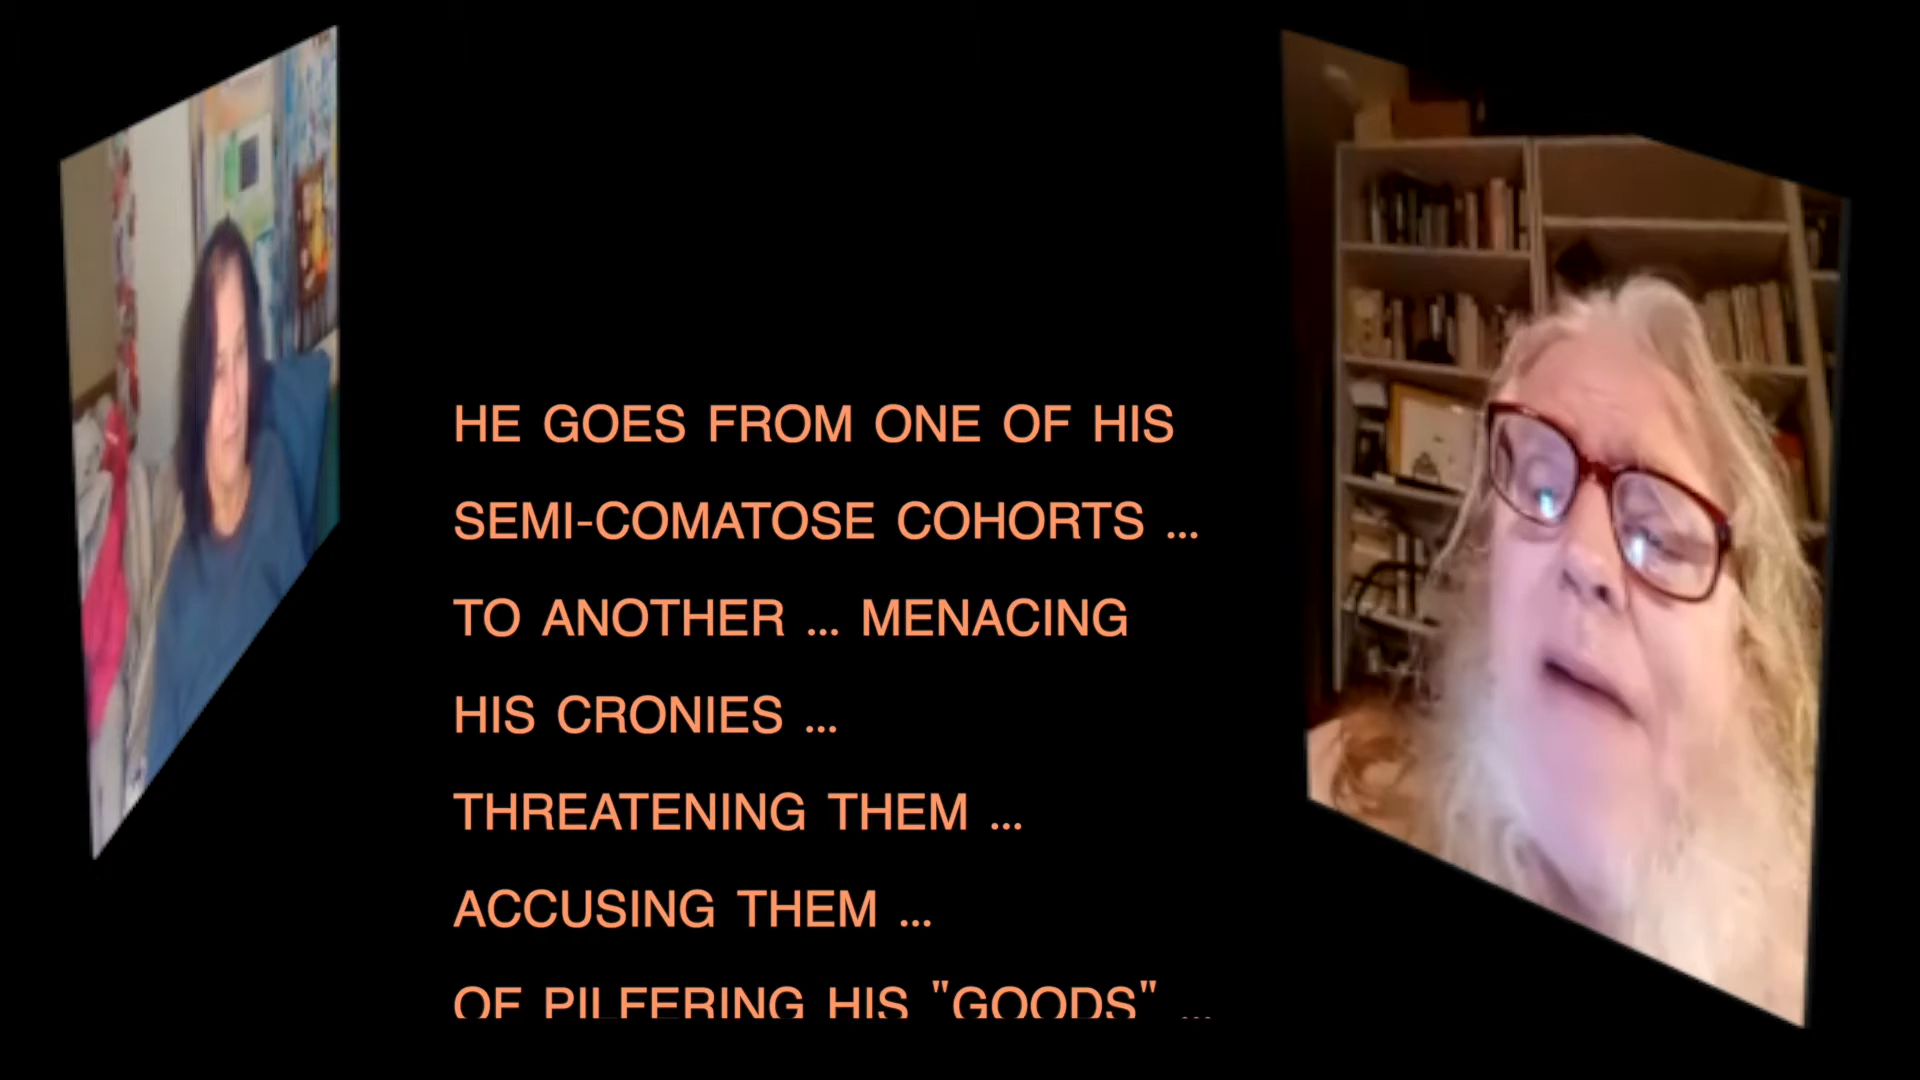 HE GOES FROM ONE OF HIS
SEMI-COMATOSE COHORTS ...
TO ANOTHER ... MENACING
HIS CRONIES ...
THREATENING THEM ...
ACCUSING THEM ...
OF PILFERING HIS "GOODS" ...